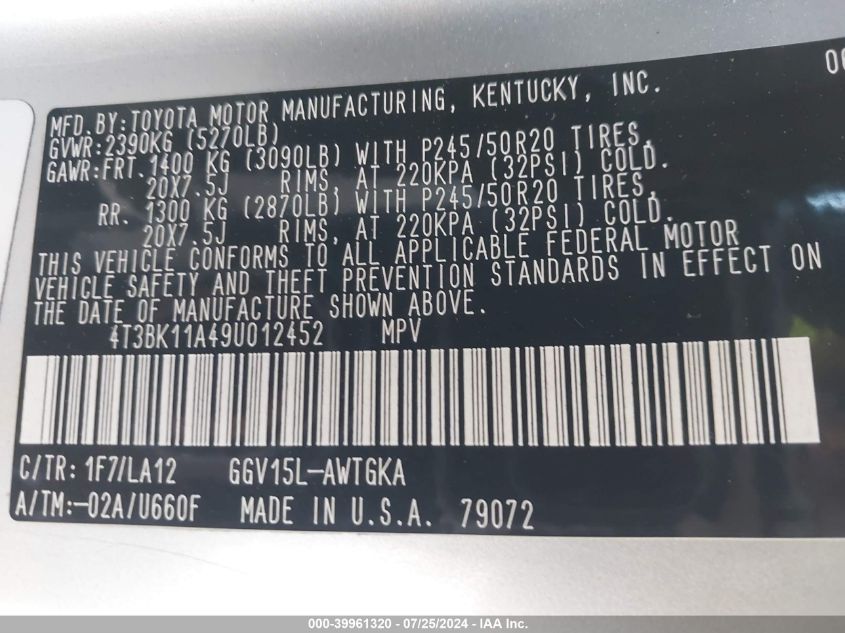 06
MFD.BY:TOYOTA MOTOR MANUFACTURING, KENTUCKY, INC.
GVWR:2390KG (5270LB)
GAWR:FRT.1400 KG (3090LB) WITH P245/50R20 TIRES,
20X7.5J RIMS, AT 220KPA (32PSI) COLD.
RR. 1300 KG (2870LB) WITH P245/50R20 TIRES,
20X7.5J RIMS, AT 220KPA (32PSI) COLD.
THIS VEHICLE CONFORMS TO ALL APPLICABLE FEDERAL MOTOR
VEHICLE SAFETY AND THEFT PREVENTION STANDARDS IN EFFECT ON
THE DATE OF MANUFACTURE SHOWN ABOVE.
4T3BK11A49U012452 MPV
C/TR: 1F7/LA12 GGV15L-AWTGKA
A/TM:-02A/U660F MADE IN U.S.A. 79072
000-39961320 - 07/25/2024 - IAA Inc.